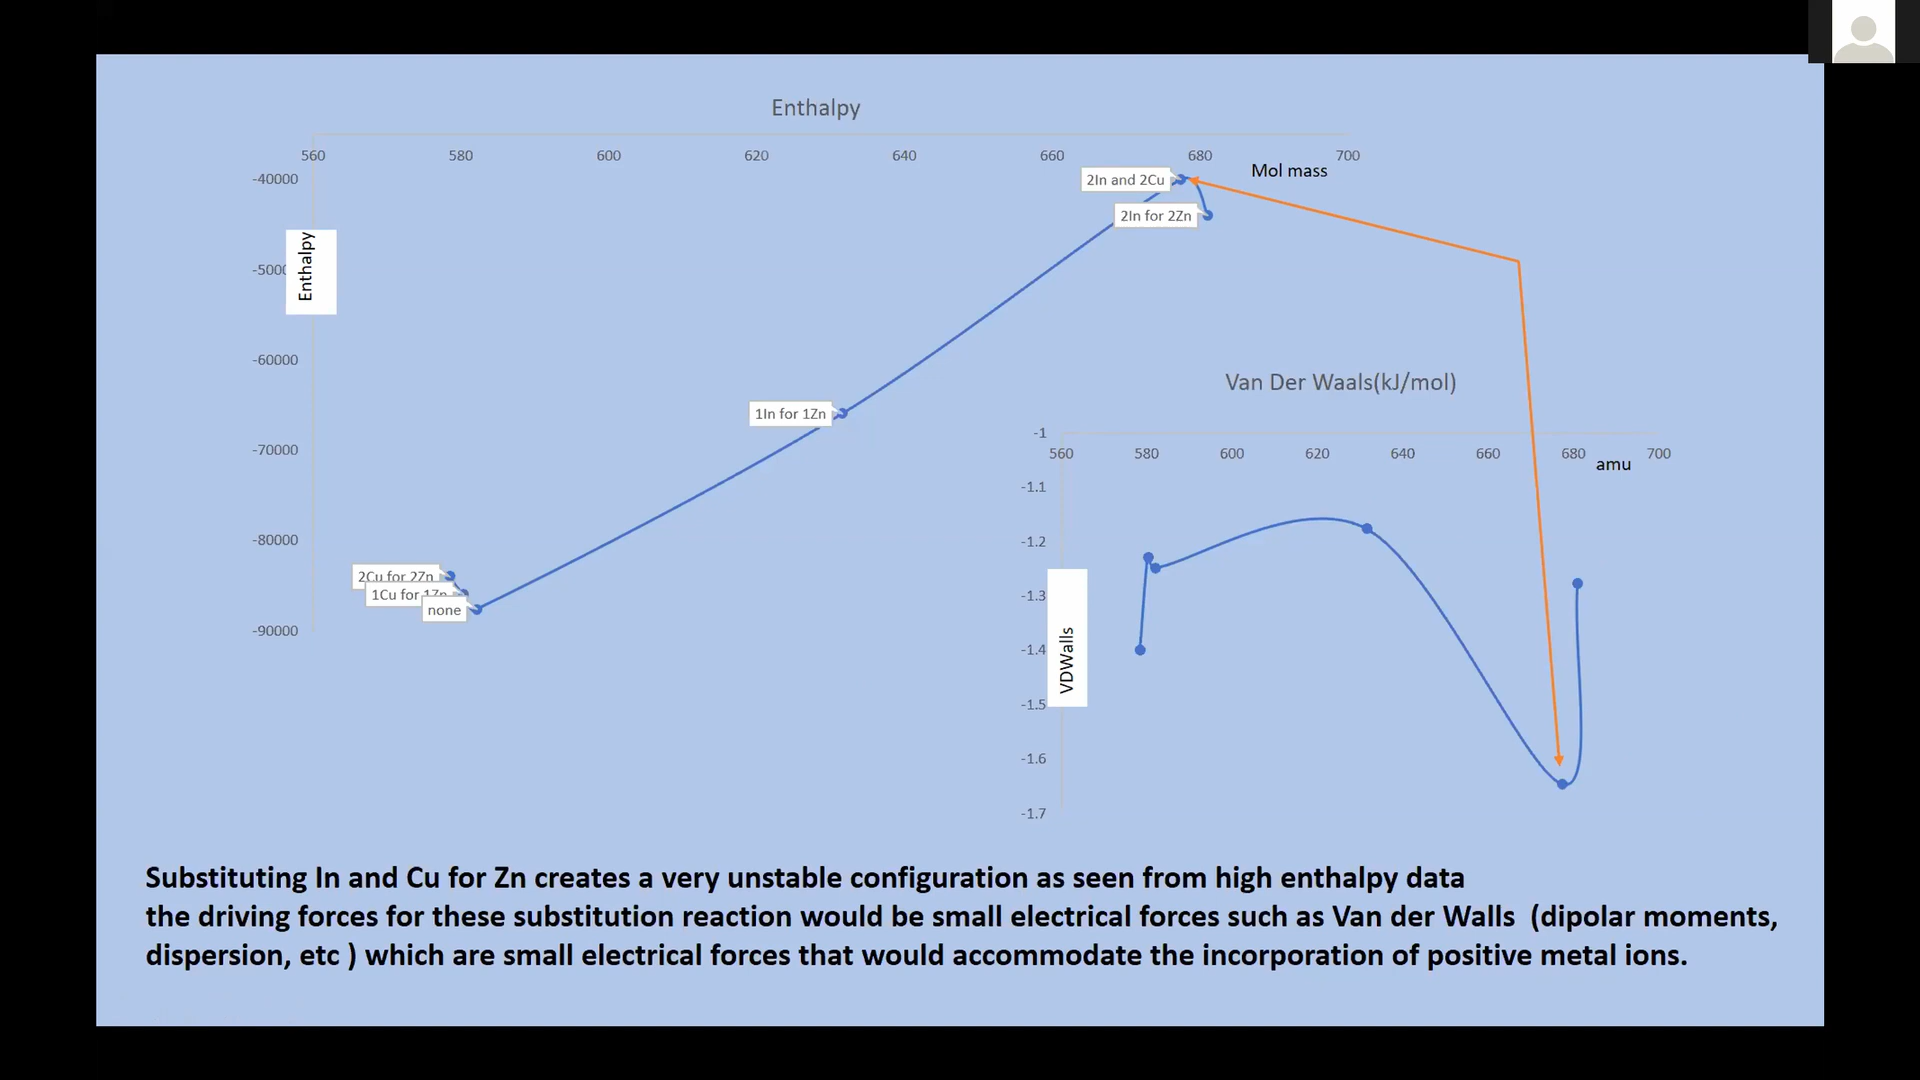 Enthalpy
560 580 600 620 640 660 680 700
Mol mass
-40000
2In and 2Cu
2In for 2Zn
Enthalpy
-60000
1In for 1Zn
-70000
-80000
2Cu for 2Zn
1Cu for 1Zn
none
-90000
Van Der Waals(kJ/mol)
-1
560 580 600 620 640 660 680 700
amu
-1.1
-1.2
-1.3
-1.4
VDWalls
-1.5
-1.6
-1.7
Substituting In and Cu for Zn creates a very unstable configuration as seen from high enthalpy data
the driving forces for these substitution reaction would be small electrical forces such as Van der Walls (dipolar moments,
dispersion, etc ) which are small electrical forces that would accommodate the incorporation of positive metal ions.